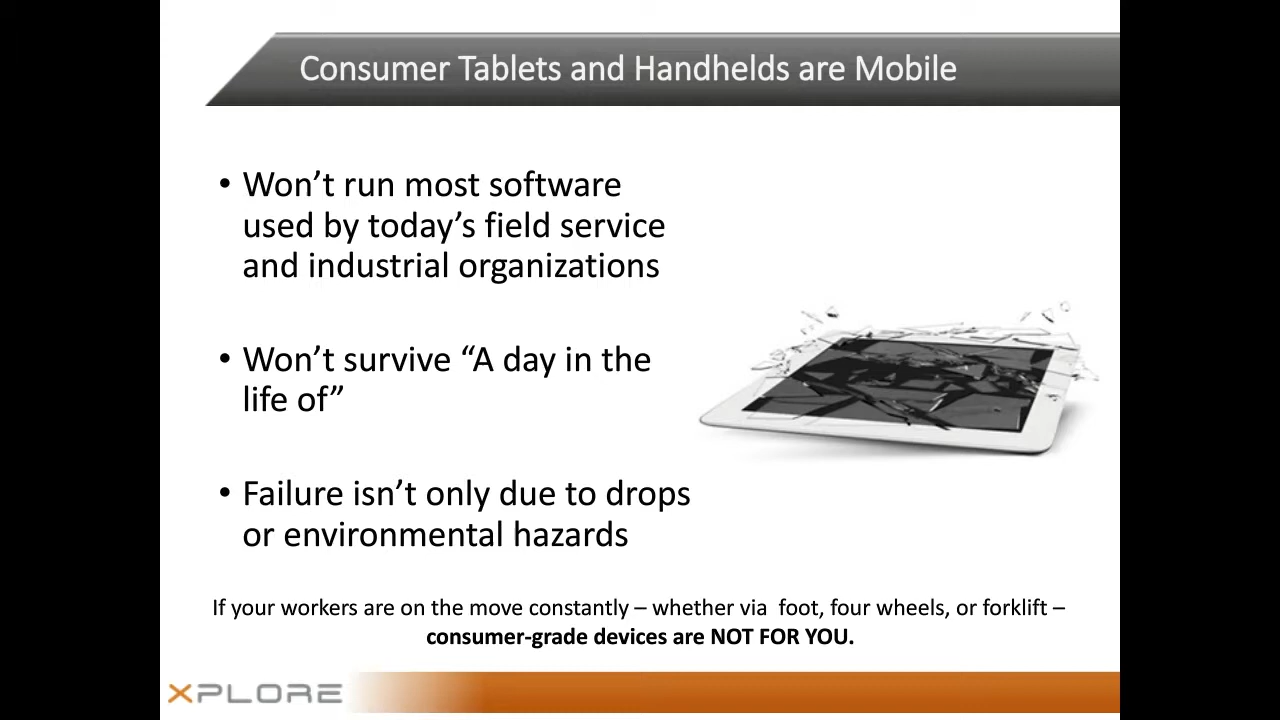 Consumer Tablets and Handhelds are Mobile
• Won’t run most software
used by today’s field service
and industrial organizations
• Won’t survive “A day in the
life of”
• Failure isn’t only due to drops
or environmental hazards
If your workers are on the move constantly – whether via  foot, four wheels, or forklift –
consumer-grade devices are NOT FOR YOU.
XPLORE